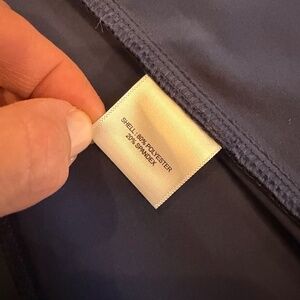 SHELL: 80% POLYESTER
20% SPANDEX